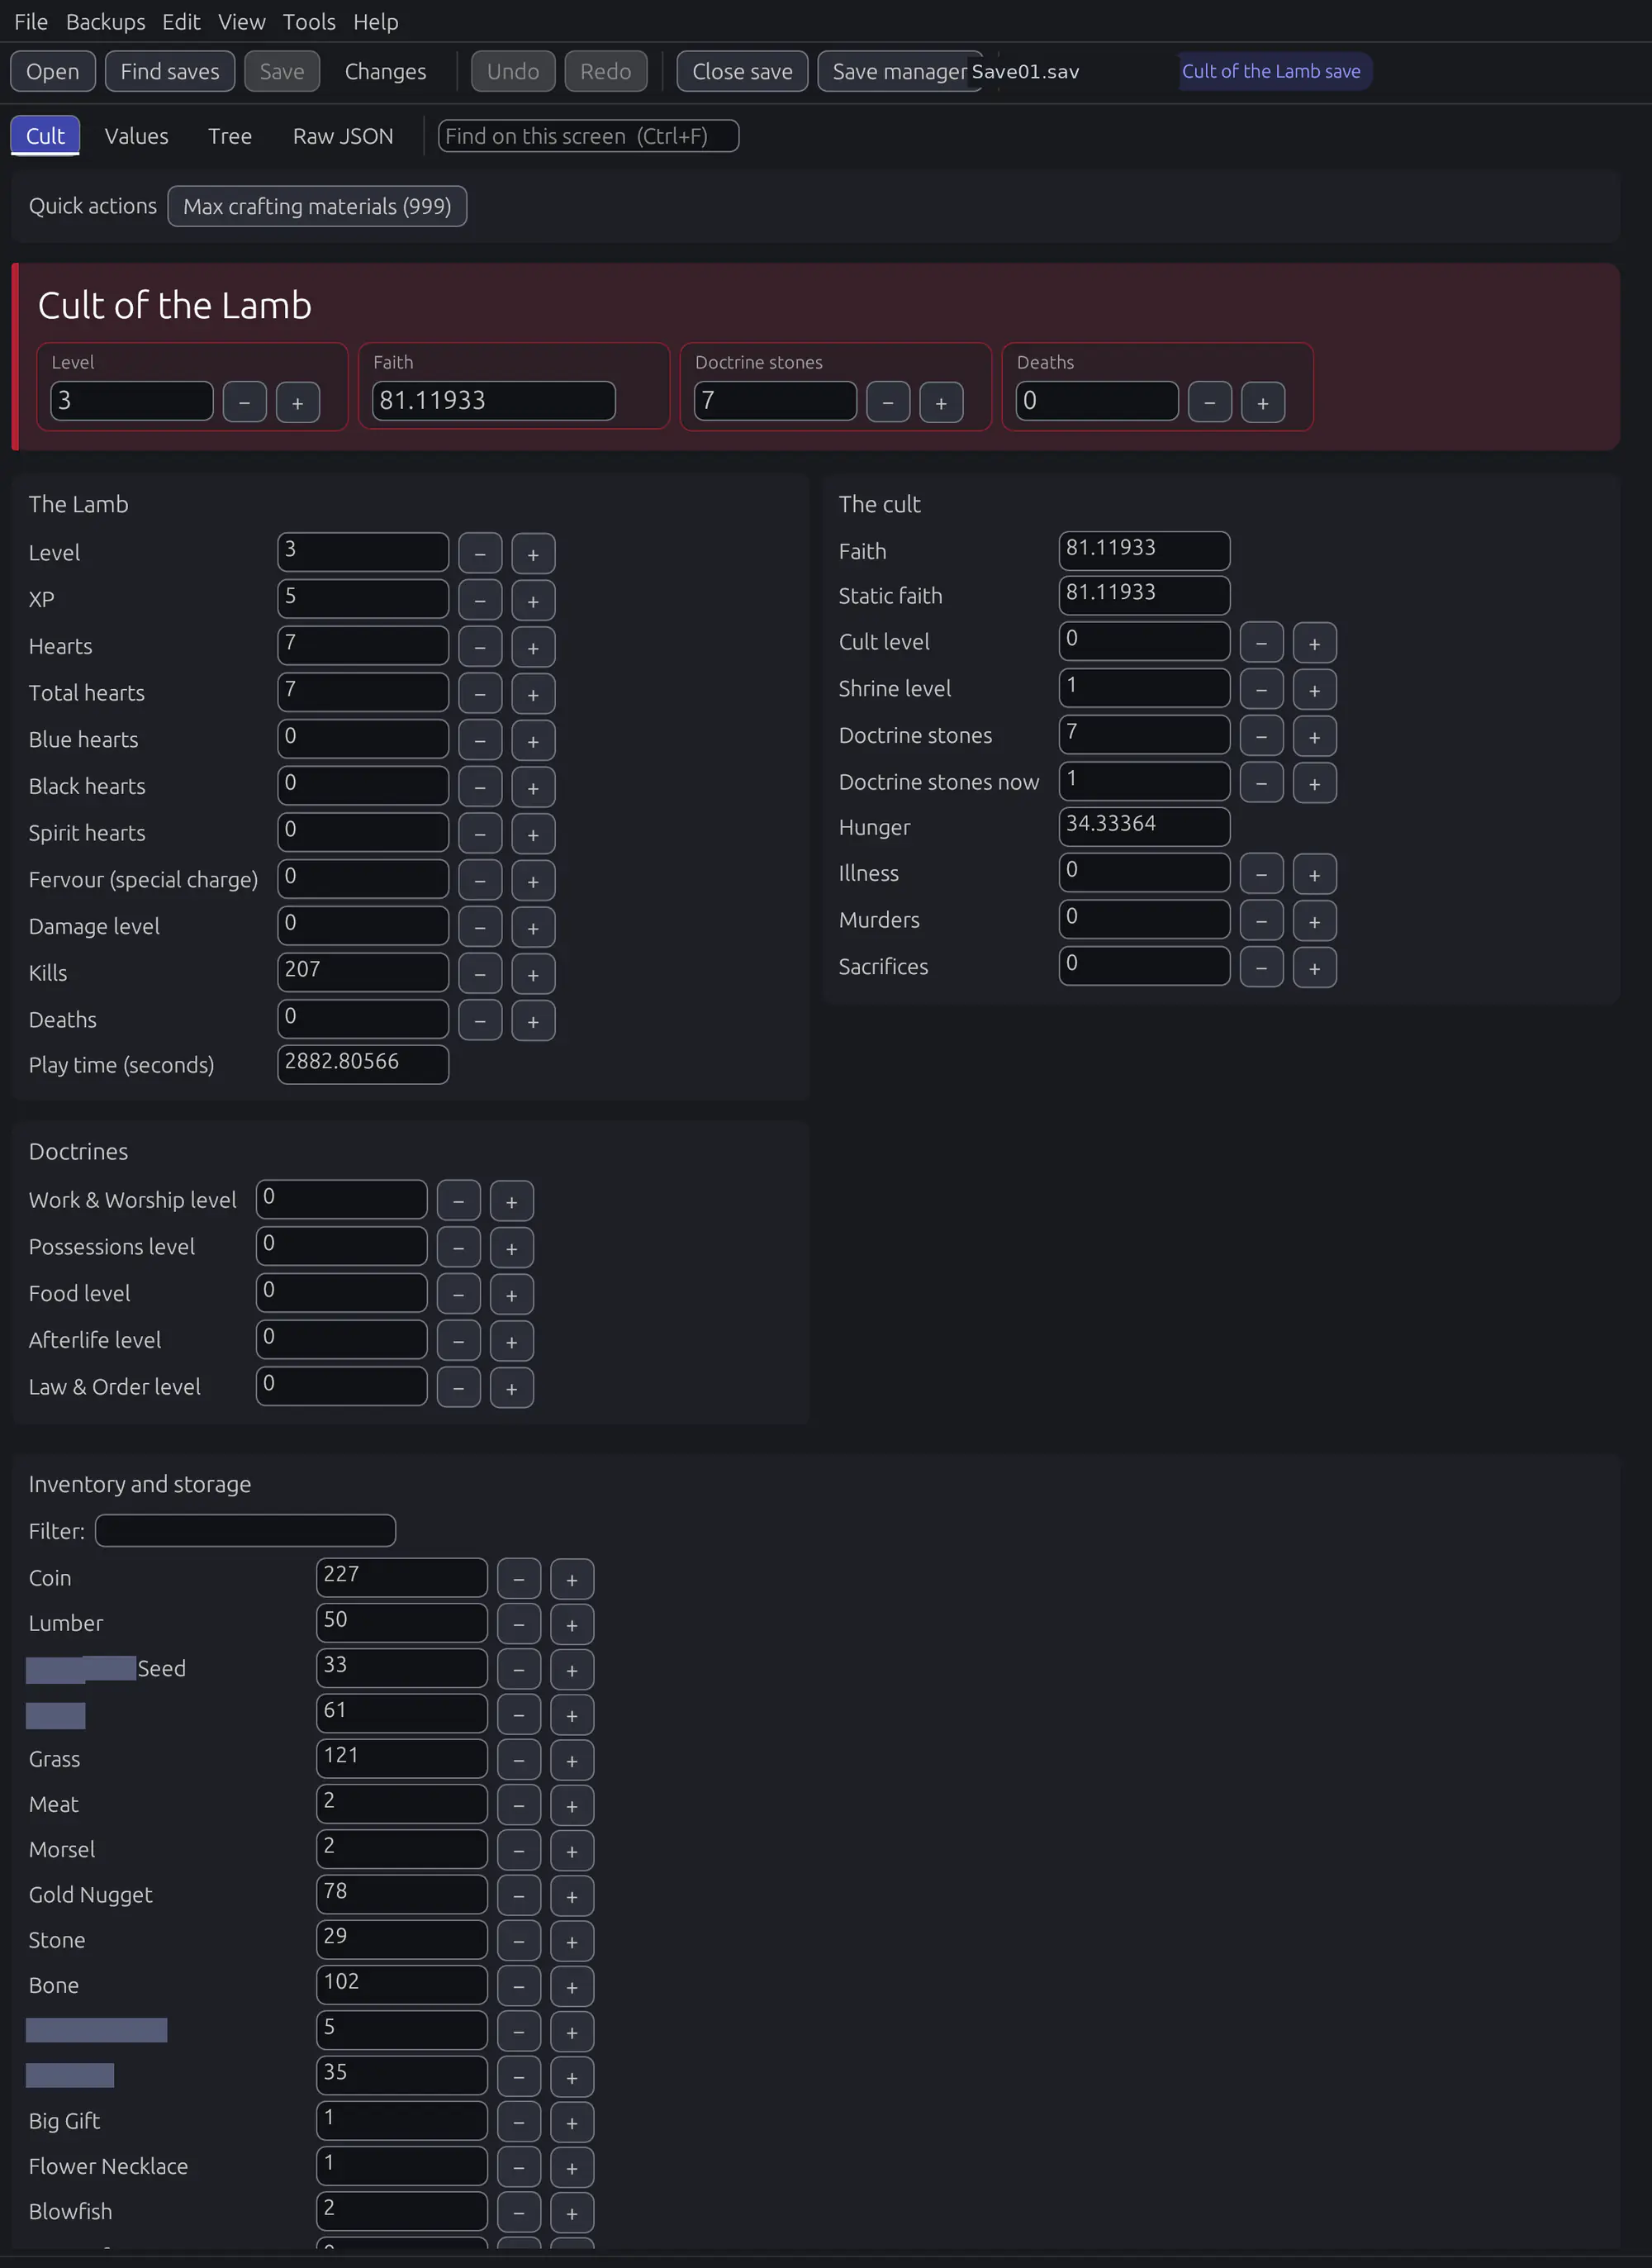 File Backups Edit View Tools Help
Open Find saves Save Changes Undo Redo Close save Save manager Save01.sav Cult of the Lamb save
Cult Values Tree Raw JSON Find on this screen (Ctrl+F)
Quick actions Max crafting materials (999)
Cult of the Lamb
Level Faith Doctrine stones Deaths
3 − + 81.11933 7 − + 0 − +
The Lamb
Level 3 − +
XP 5 − +
Hearts 7 − +
Total hearts 7 − +
Blue hearts 0 − +
Black hearts 0 − +
Spirit hearts 0 − +
Fervour (special charge) 0 − +
Damage level 0 − +
Kills 207 − +
Deaths 0 − +
Play time (seconds) 2882.80566
The cult
Faith 81.11933
Static faith 81.11933
Cult level 0 − +
Shrine level 1 − +
Doctrine stones 7 − +
Doctrine stones now 1 − +
Hunger 34.33364
Illness 0 − +
Murders 0 − +
Sacrifices 0 − +
Doctrines
Work & Worship level 0 − +
Possessions level 0 − +
Food level 0 − +
Afterlife level 0 − +
Law & Order level 0 − +
Inventory and storage
Filter:
Coin 227 − +
Lumber 50 − +
Seed 33 − +
61 − +
Grass 121 − +
Meat 2 − +
Morsel 2 − +
Gold Nugget 78 − +
Stone 29 − +
Bone 102 − +
5 − +
35 − +
Big Gift 1 − +
Flower Necklace 1 − +
Blowfish 2 − +